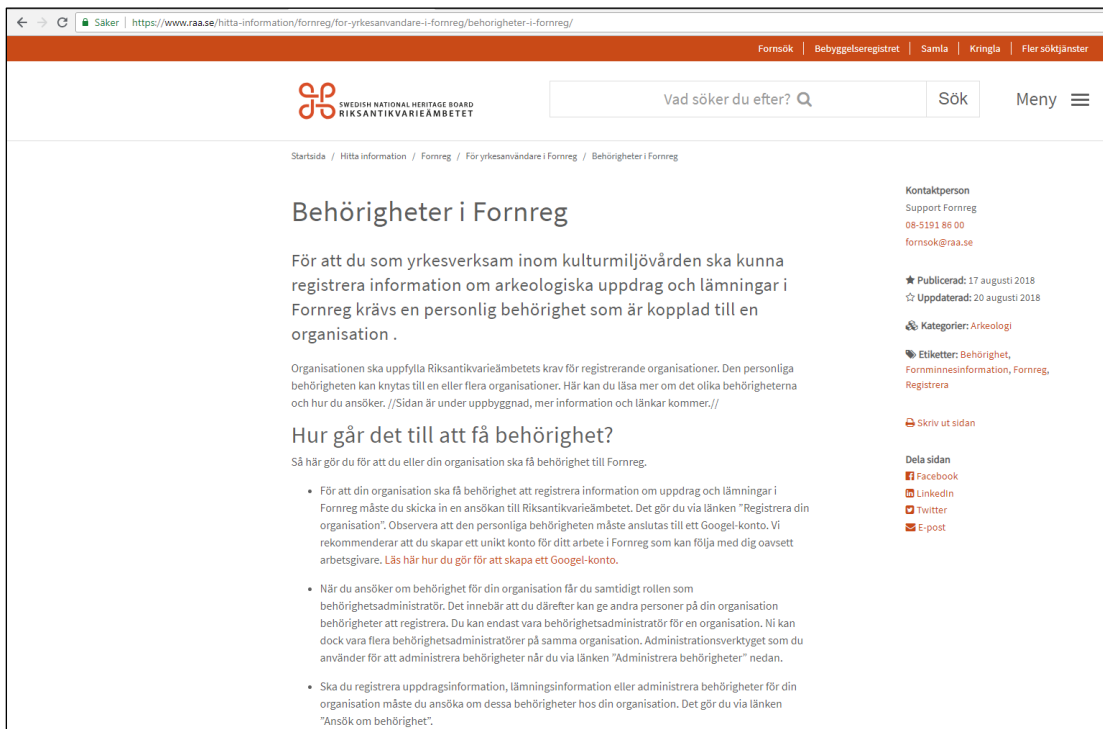 Säker | https://www.raa.se/hitta-information/fornreg/for-yrkesanvandare-i-fornreg/behorigheter-i-fornreg/
Fornsök | Bebyggelseregistret | Samla | Kringla | Fler söktjänster
SWEDISH NATIONAL HERITAGE BOARD
RIKSANTIKVARIEÄMBETET
Vad söker du efter?
Sök
Meny
Startsida / Hitta information / Fornreg / För yrkesanvändare i Fornreg / Behörigheter i Fornreg
Behörigheter i Fornreg
För att du som yrkesverksam inom kulturmiljövården ska kunna
registrera information om arkeologiska uppdrag och lämningar i
Fornreg krävs en personlig behörighet som är kopplad till en
organisation .
Organisationen ska uppfylla Riksantikvarieämbetets krav för registrerande organisationer. Den personliga
behörigheten kan knytas till en eller flera organisationer. Här kan du läsa mer om det olika behörigheterna
och hur du ansöker. //Sidan är under uppbyggnad, mer information och länkar kommer.//
Hur går det till att få behörighet?
Så här gör du för att du eller din organisation ska få behörighet till Fornreg.
• För att din organisation ska få behörighet att registrera information om uppdrag och lämningar i
Fornreg måste du skicka in en ansökan till Riksantikvarieämbetet. Det gör du via länken ”Registrera din
organisation”. Observera att den personliga behörigheten måste anslutas till ett Googel-konto. Vi
rekommenderar att du skapar ett unikt konto för ditt arbete i Fornreg som kan följa med dig oavsett
arbetsgivare. Läs här hur du gör för att skapa ett Googel-konto.
• När du ansöker om behörighet för din organisation får du samtidigt rollen som
behörighetsadministratör. Det innebär att du därefter kan ge andra personer på din organisation
behörigheter att registrera. Du kan endast vara behörighetsadministratör för en organisation. Ni kan
dock vara flera behörighetsadministratörer på samma organisation. Administrationsverktyget som du
använder för att administrera behörigheter når du via länken ”Administrera behörigheter” nedan.
• Ska du registrera uppdragsinformation, lämningsinformation eller administrera behörigheter för din
organisation måste du ansöka om dessa behörigheter hos din organisation. Det gör du via länken
”Ansök om behörighet”.
Kontaktperson
Support Fornreg
08-5191 86 00
fornsok@raa.se
Publicerad: 17 augusti 2018
Uppdaterad: 20 augusti 2018
Kategorier: Arkeologi
Etiketter: Behörighet,
Fornminnesinformation, Fornreg,
Registrera
Skriv ut sidan
Dela sidan
Facebook
LinkedIn
Twitter
E-post